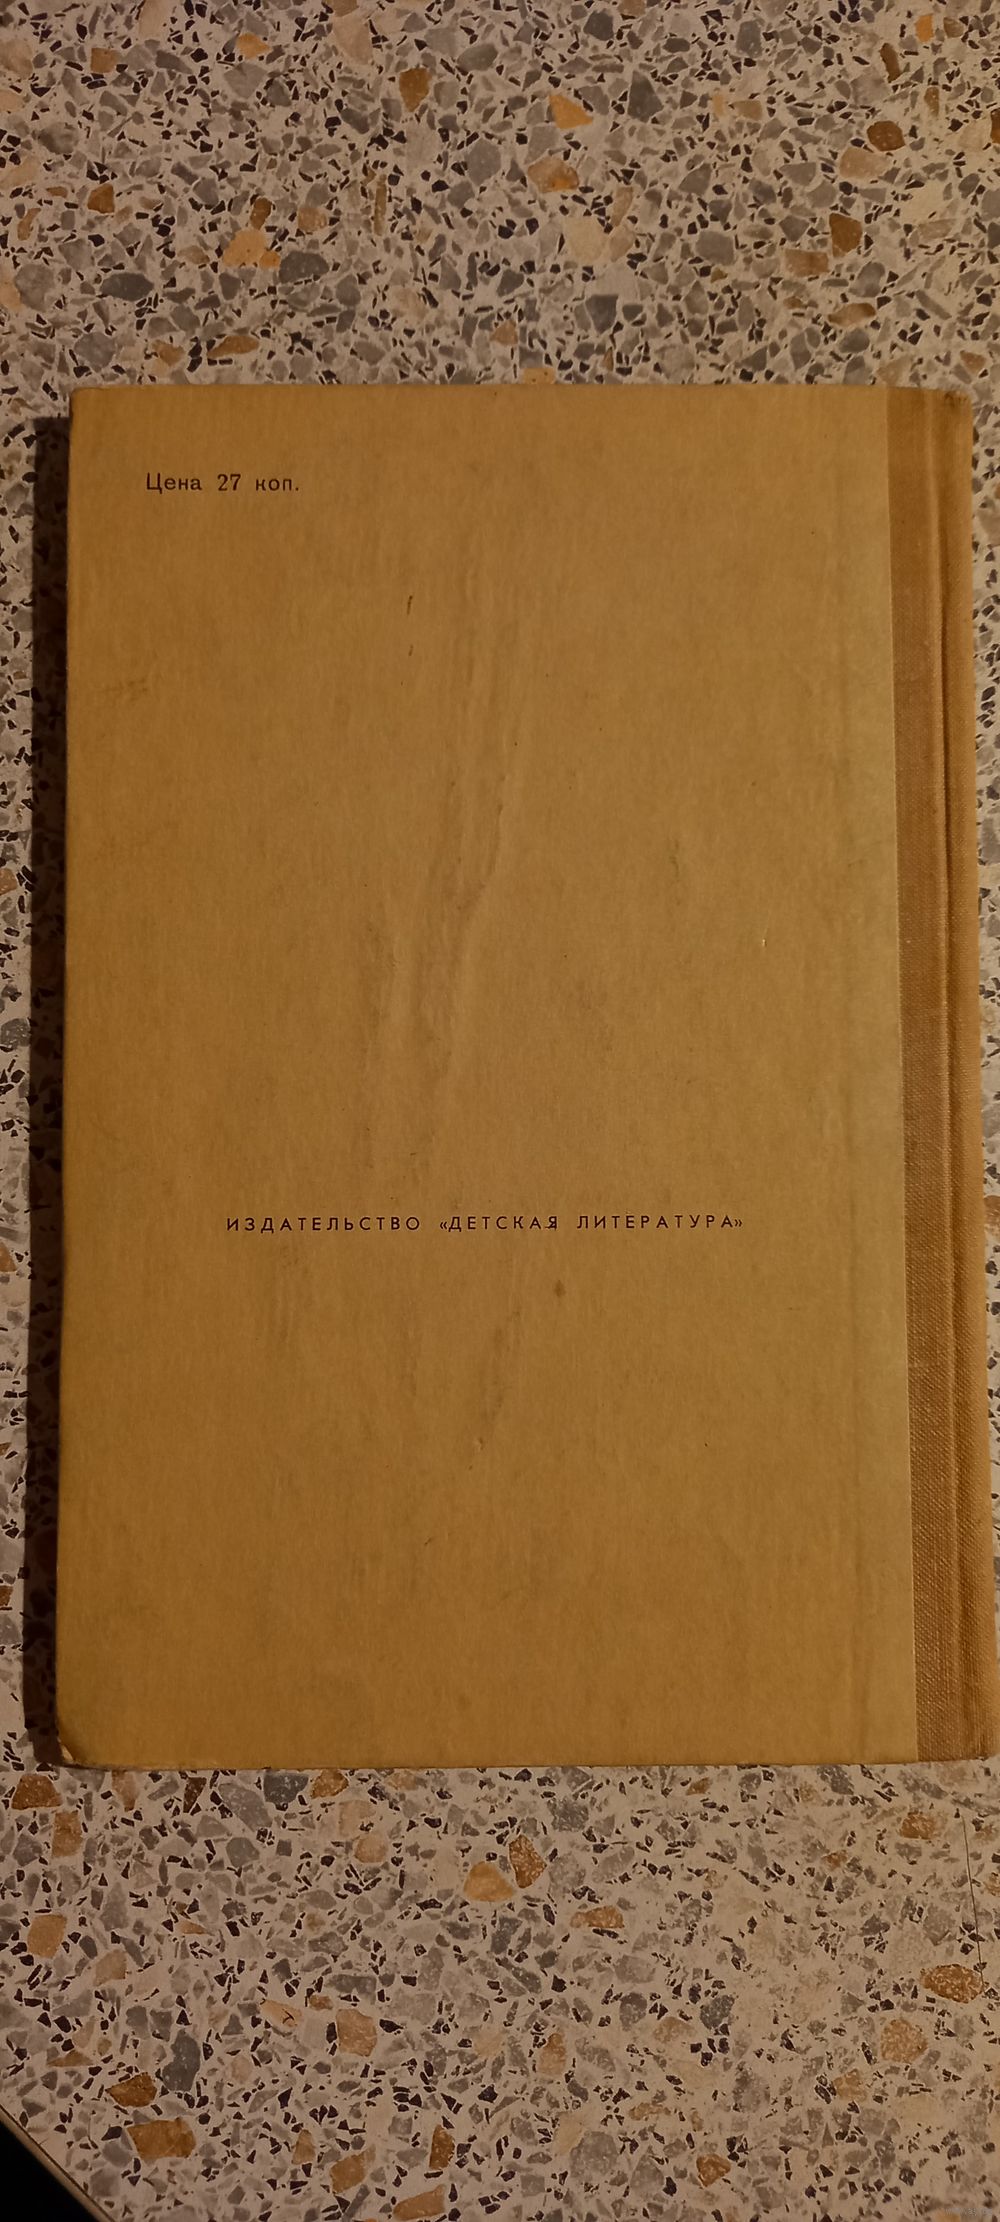 Цена 27 коп.
ИЗДАТЕЛЬСТВО «ДЕТСКАЯ ЛИТЕРАТУРА»